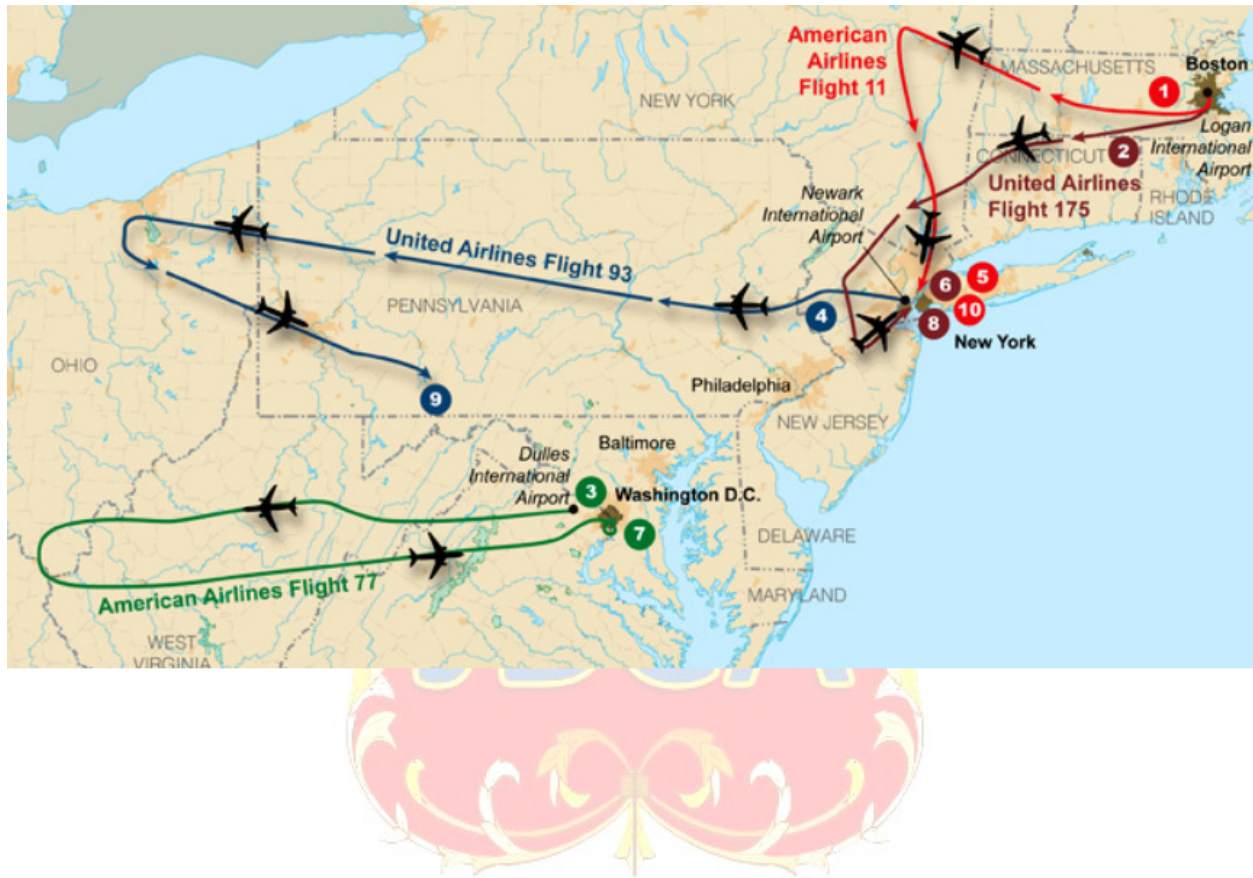 American
Airlines
Flight 11
MASSACHUSETTS
Boston
1
NEW YORK
Logan
International
Airport
CONNECTICUT
2
United Airlines
Flight 175
RHODE
ISLAND
Newark
International
Airport
United Airlines Flight 93
PENNSYLVANIA
4
6
5
10
8
New York
OHIO
9
Philadelphia
NEW JERSEY
Baltimore
Dulles
International
Airport
3
Washington D.C.
7
DELAWARE
MARYLAND
American Airlines Flight 77
WEST
VIRGINIA